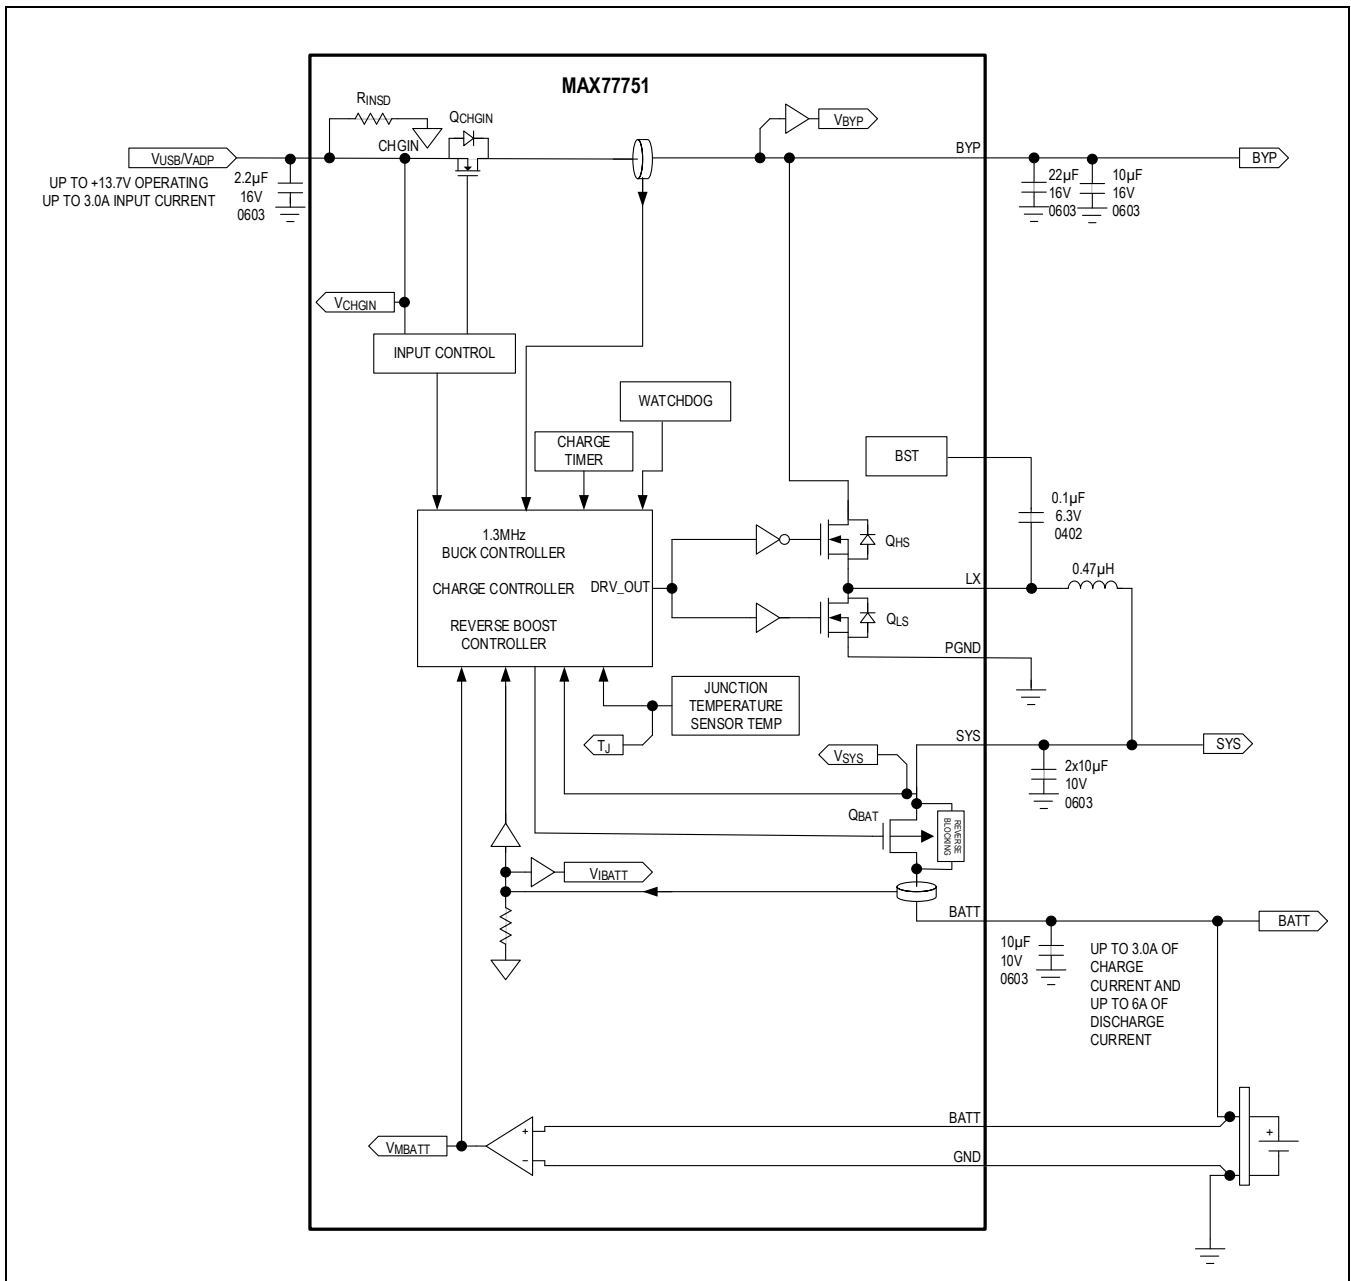 MAX77751
RINSD
QCHGIN
CHGIN
VBYP
BYP
BYP
VUSB/VADP
UP TO +13.7V OPERATING
UP TO 3.0A INPUT CURRENT
2.2µF
16V
0603
22µF
16V
0603
10µF
16V
0603
VCHGIN
INPUT CONTROL
WATCHDOG
CHARGE
TIMER
BST
0.1µF
6.3V
0402
1.3MHz
BUCK CONTROLLER
CHARGE CONTROLLER
REVERSE BOOST
CONTROLLER
DRV_OUT
QHS
LX
0.47µH
QLS
PGND
JUNCTION
TEMPERATURE
SENSOR TEMP
TJ
VSYS
SYS
SYS
2x10µF
10V
0603
QBAT
REVERSE
BLOCKING
VIBATT
BATT
BATT
10µF
10V
0603
UP TO 3.0A OF
CHARGE
CURRENT AND
UP TO 6A OF
DISCHARGE
CURRENT
BATT
+
+
VMBATT
−
GND